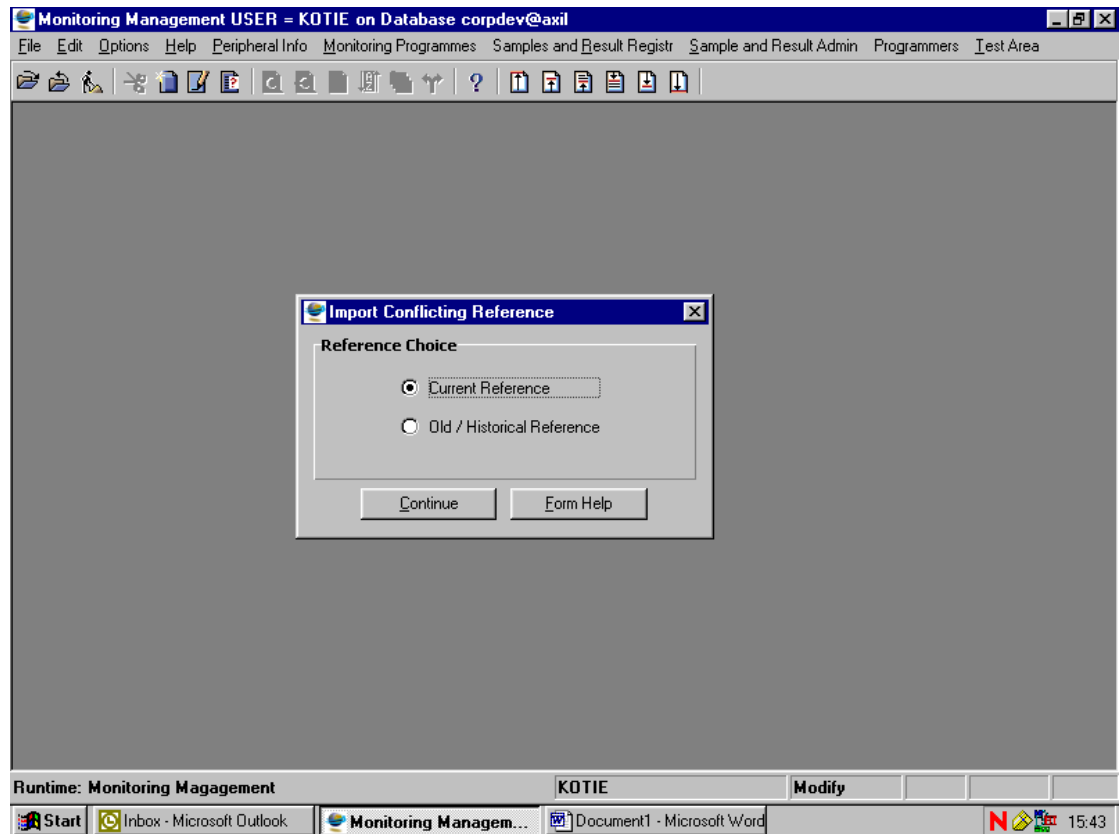 Monitoring Management USER = KOTIE on Database corpdev@axil
File Edit Options Help Peripheral Info Monitoring Programmes Samples and Result Registr Sample and Result Admin Programmers Test Area
Import Conflicting Reference
Reference Choice
Current Reference
Old / Historical Reference
Continue Form Help
Runtime: Monitoring Magagement KOTIE Modify
Start Inbox - Microsoft Outlook Monitoring Managem... Document1 - Microsoft Word N 15:43